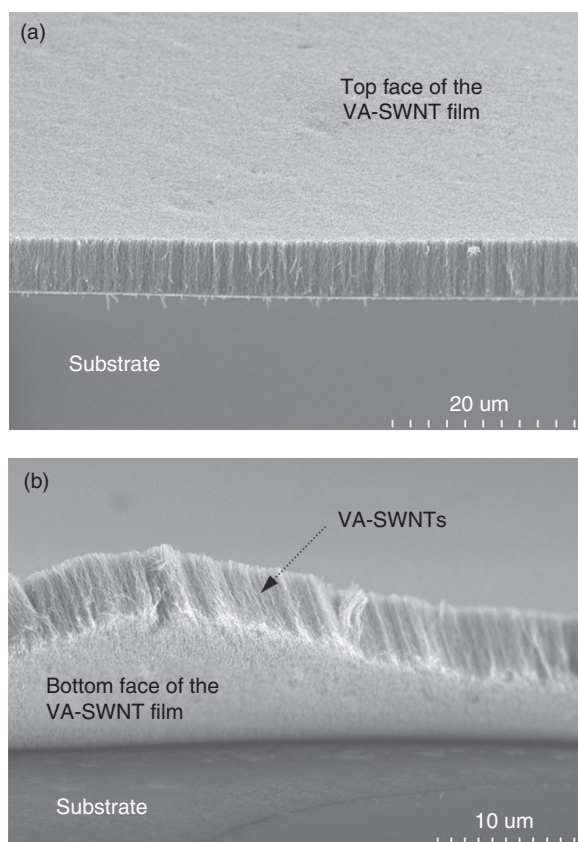 (a)
Top face of the
VA-SWNT film
Substrate
20 um
(b)
VA-SWNTs
Bottom face of the
VA-SWNT film
Substrate
10 um